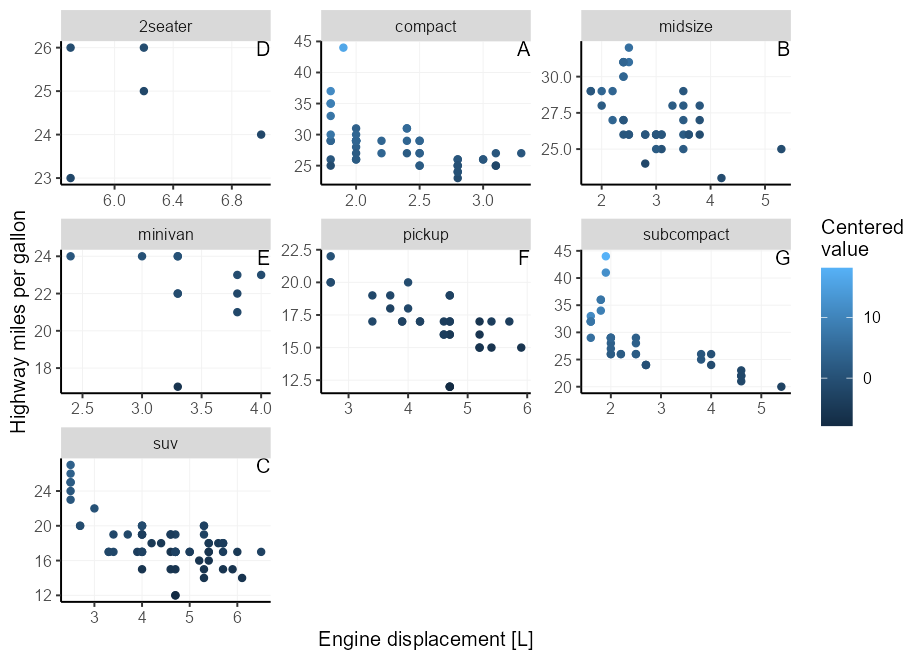 2seater
compact
midsize
D
A
B
26
25
24
23
6.0 6.4 6.8
45
40
35
30
25
2.0 2.5 3.0
30.0
27.5
25.0
2 3 4 5
minivan
pickup
subcompact
E
F
G
24
22
20
18
2.5 3.0 3.5 4.0
22.5
20.0
17.5
15.0
12.5
3 4 5 6
45
40
35
30
25
20
2 3 4 5
suv
C
24
20
16
12
3 4 5 6
Highway miles per gallon
Engine displacement [L]
Centered
value
10
0